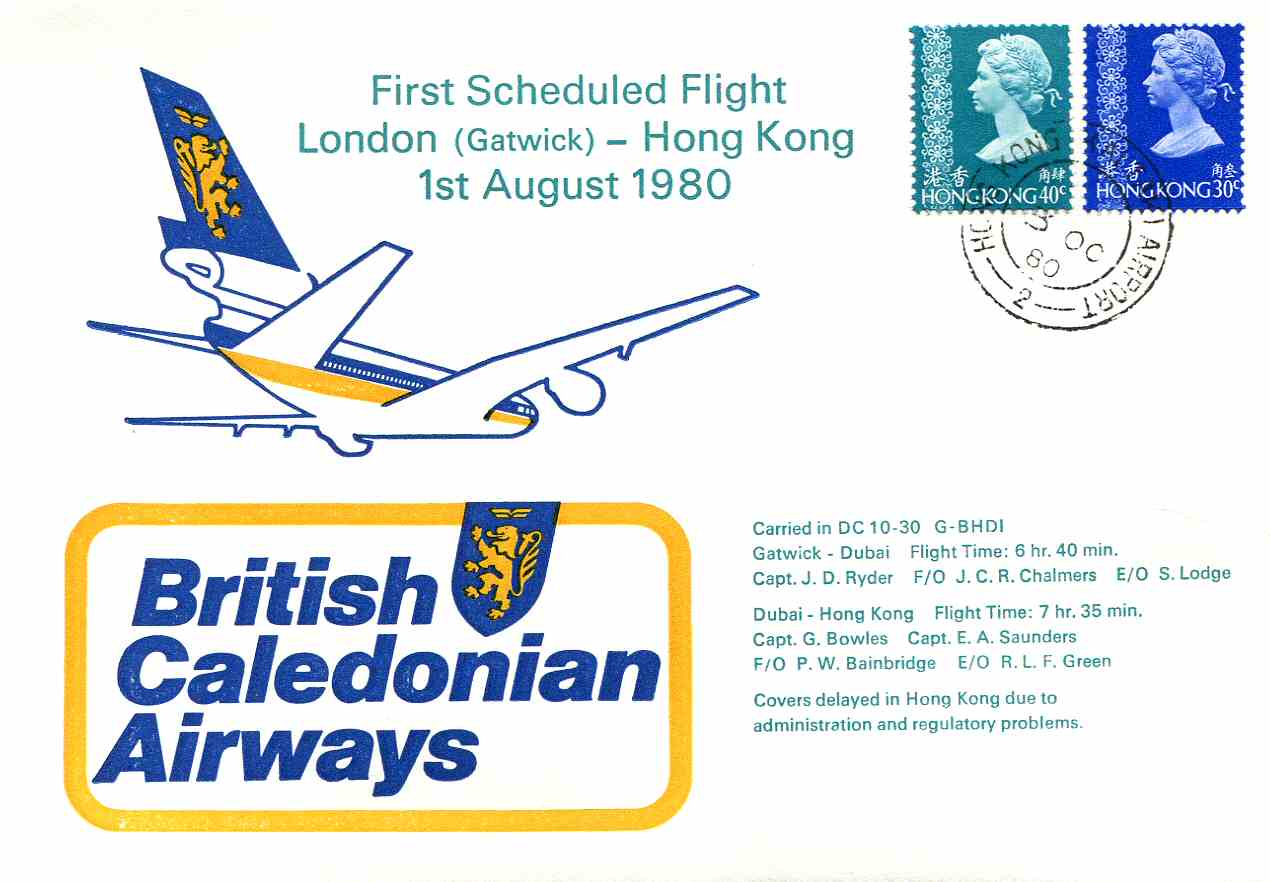 First Scheduled Flight
London (Gatwick) – Hong Kong
1st August 1980
港香 角肆
HONG KONG 40c
港香 角叁
HONG KONG 30c
HONG KONG AIRPORT
OC
80
2
British
Caledonian
Airways
Carried in DC 10-30 G-BHDI
Gatwick - Dubai Flight Time: 6 hr. 40 min.
Capt. J. D. Ryder F/O J. C. R. Chalmers E/O S. Lodge
Dubai - Hong Kong Flight Time: 7 hr. 35 min.
Capt. G. Bowles Capt. E. A. Saunders
F/O P. W. Bainbridge E/O R. L. F. Green
Covers delayed in Hong Kong due to
administration and regulatory problems.